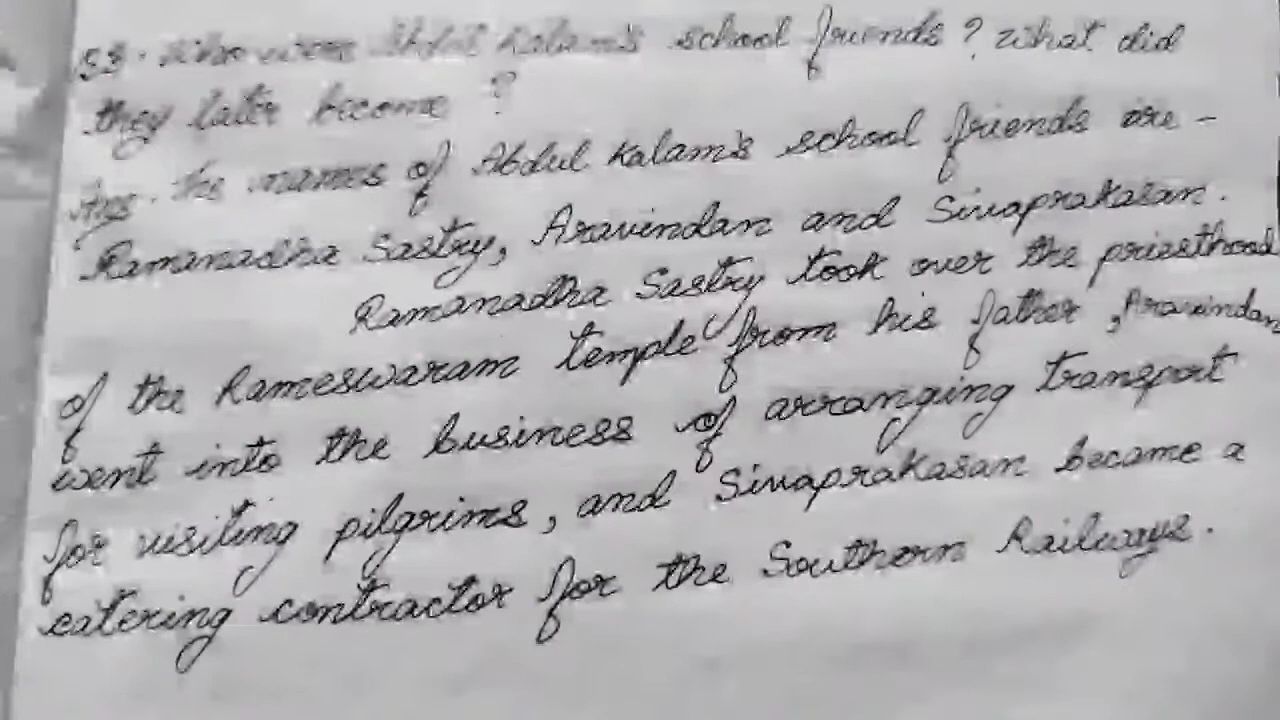 53. Who were Abdul Kalam's school friends? What did
they later become ?
Ans. The names of Abdul Kalam's school friends are -
Ramanadha Sastry, Aravindan and Sivaprakasan.
Ramanadha Sastry took over the priesthood
of the Rameswaram temple from his father, Aravindan
went into the business of arranging transport
for visiting pilgrims, and Sivaprakasan became a
catering contractor for the Southern Railways.